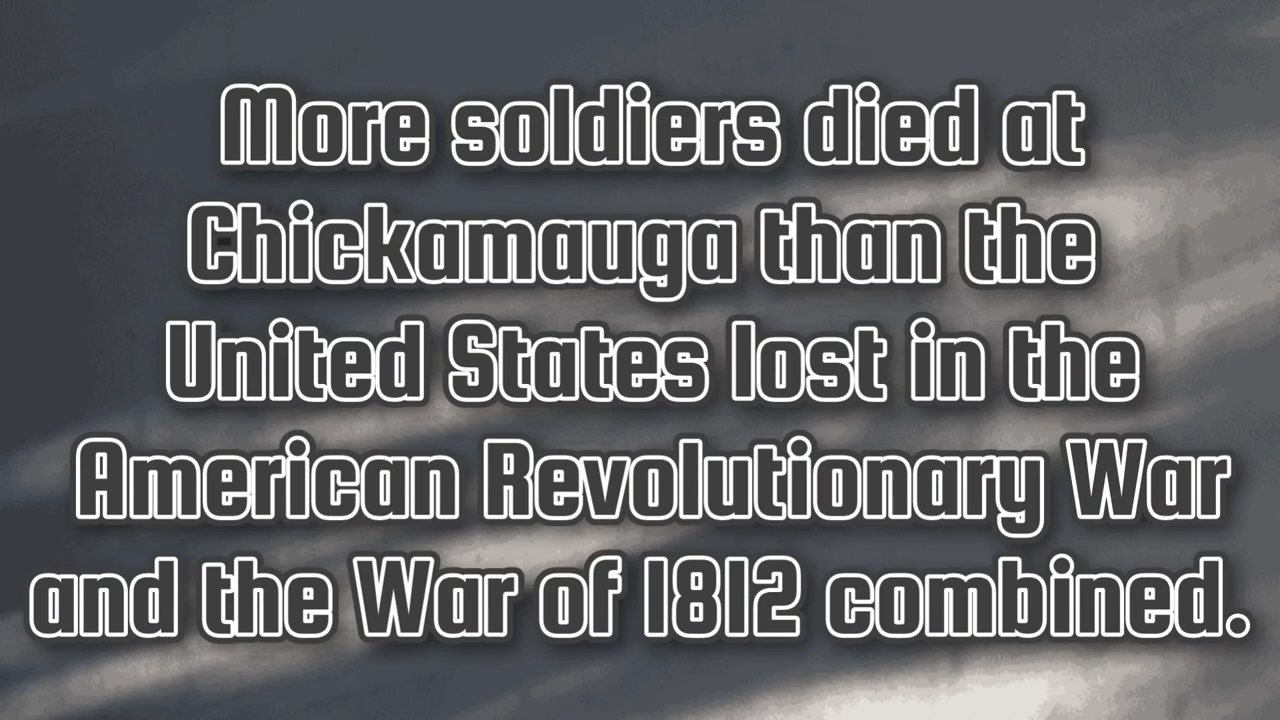 More soldiers died at
Chickamauga than the
United States lost in the
American Revolutionary War
and the War of 1812 combined.